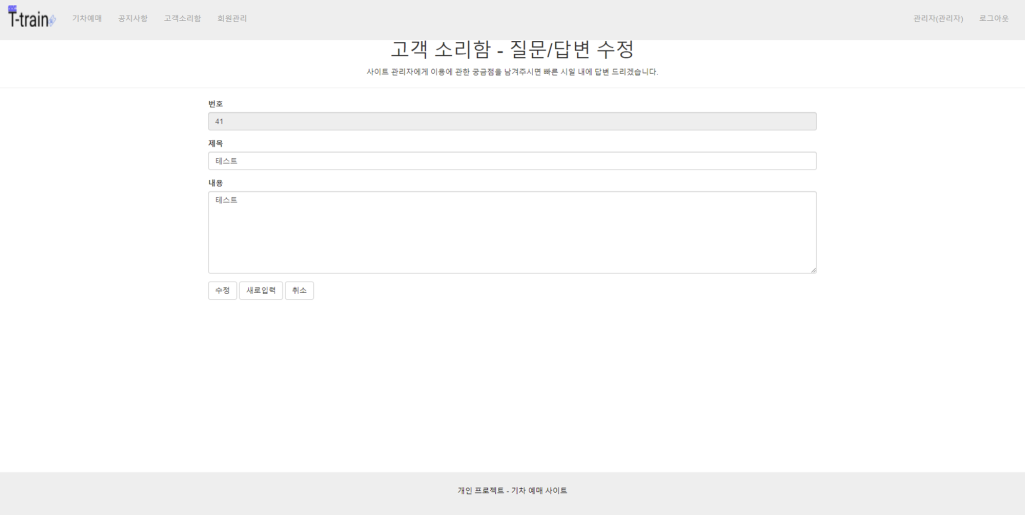 T-train 기차예매 공지사항 고객소리함 회원관리 관리자(관리자) 로그아웃
고객 소리함 - 질문/답변 수정
사이트 관리자에게 이용에 관한 궁금점을 남겨주시면 빠른 시일 내에 답변 드리겠습니다.
번호
41
제목
테스트
내용
테스트
수정 새로입력 취소
개인 프로젝트 - 기차 예매 사이트